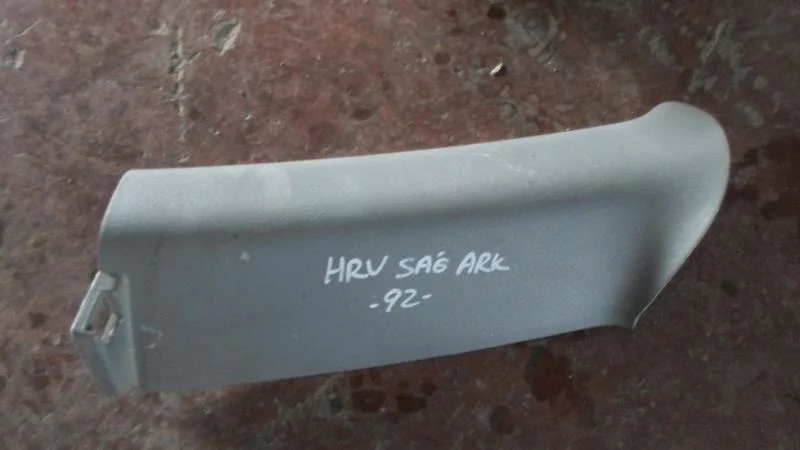 HRV SAĞ ARK
-92-